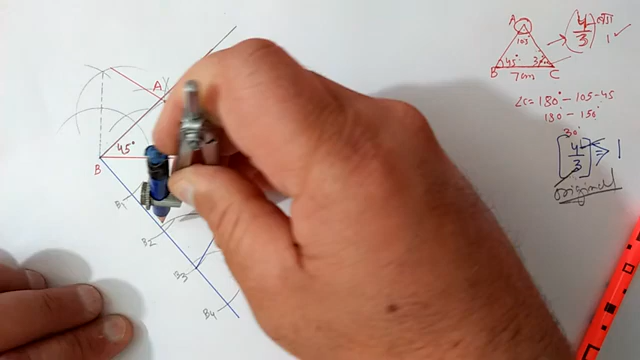 A
45°
B
B1
B2
B3
B4
A
105°
45°
B
C
7cm
4
3
1
∠C = 180° - 105 - 45
180° - 150°
30°
4
3
1
original